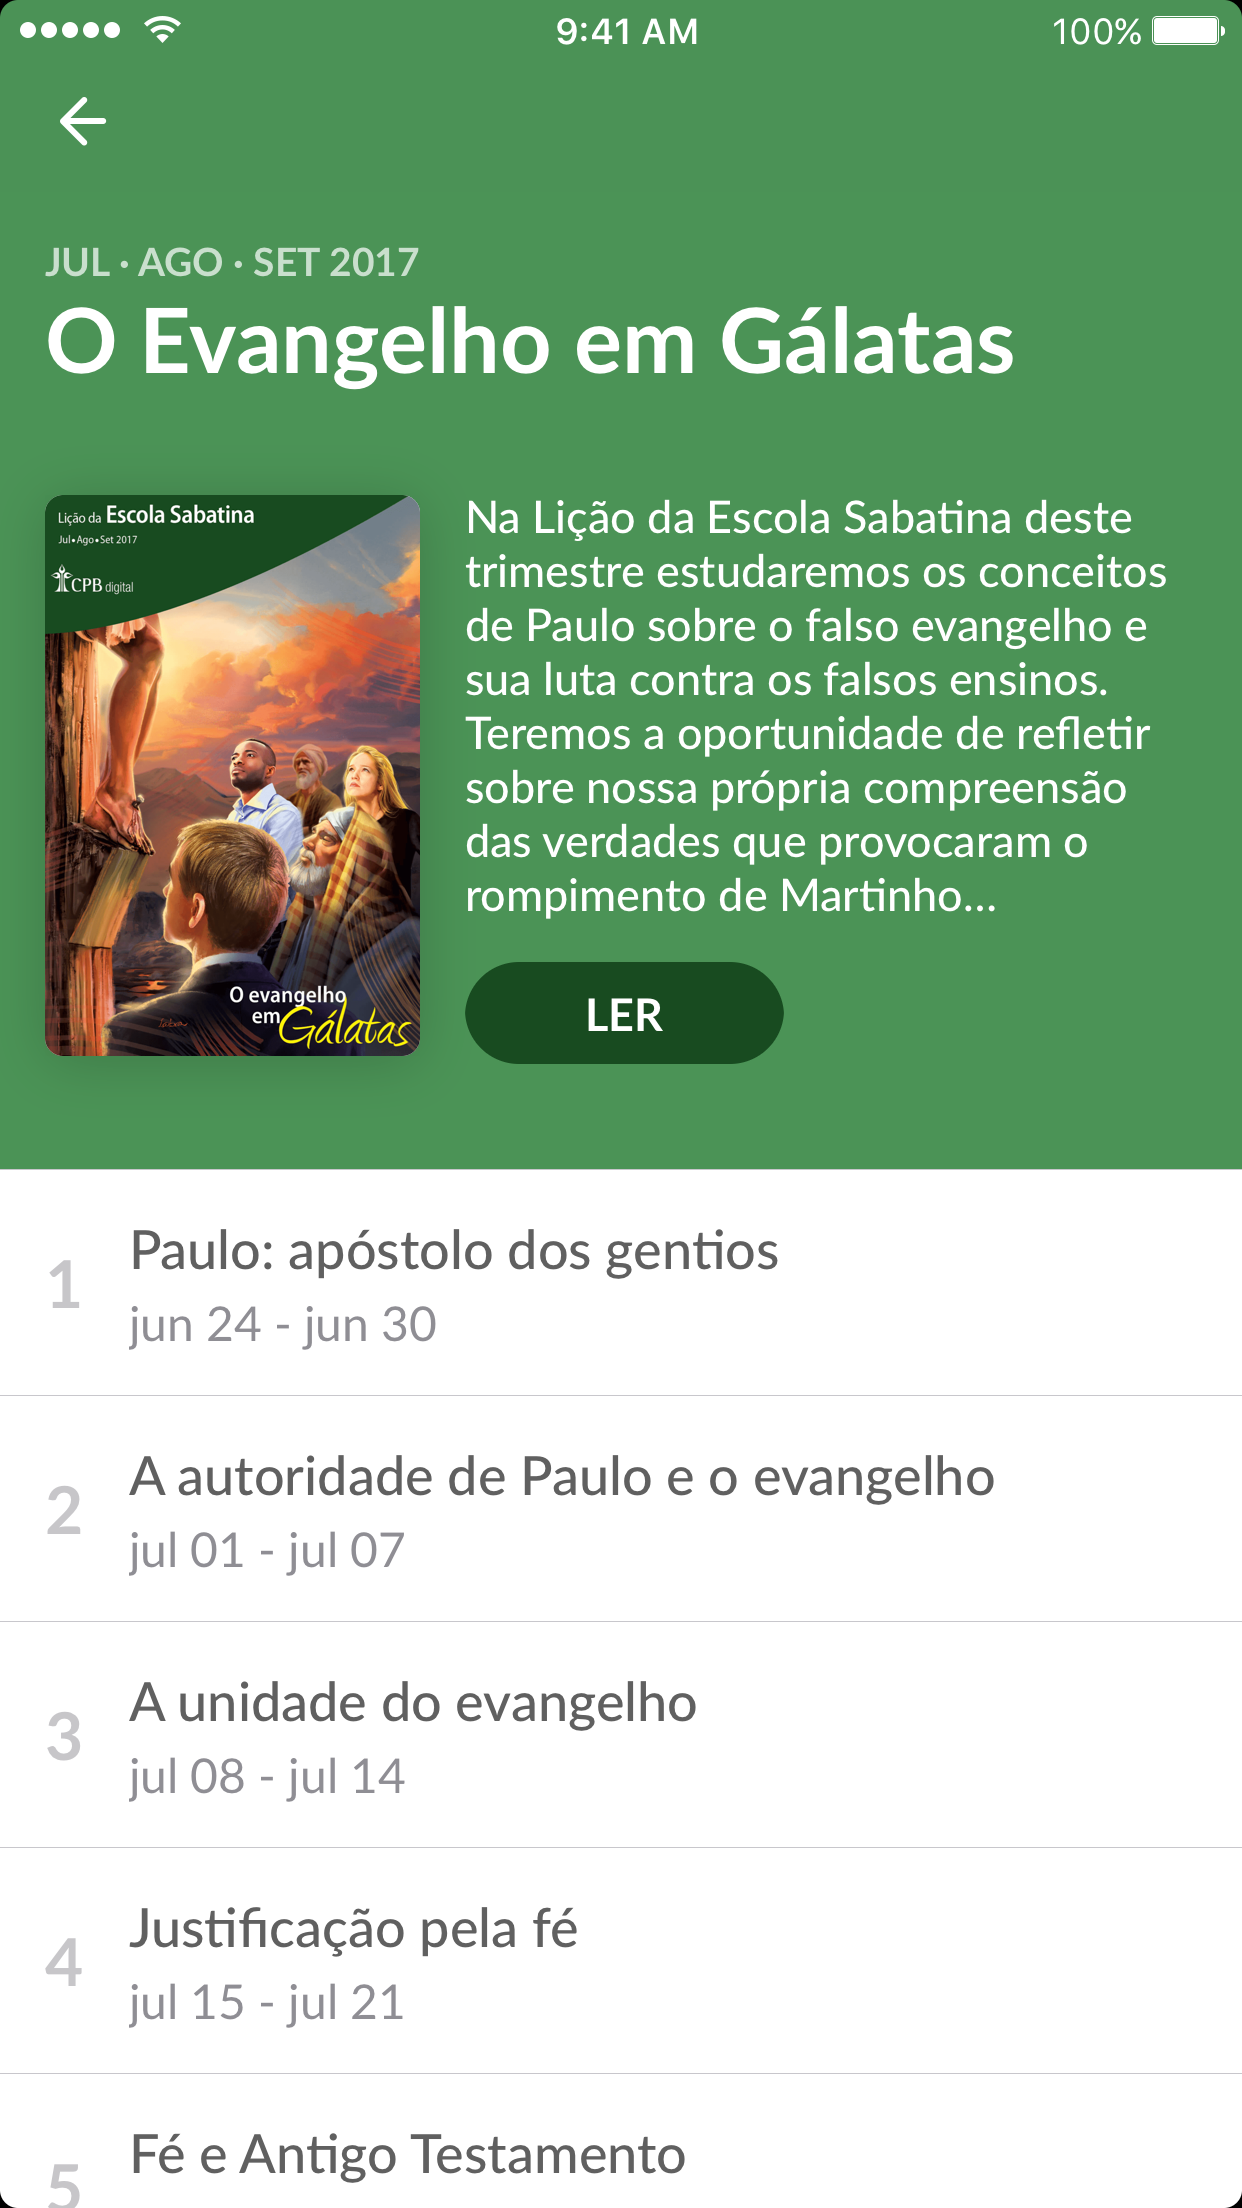 9:41 AM
100%
JUL · AGO · SET 2017
O Evangelho em Gálatas
Lição da Escola Sabatina
Jul•Ago•Set 2017
CPB digital
O evangelho
em Gálatas
Na Lição da Escola Sabatina deste
trimestre estudaremos os conceitos
de Paulo sobre o falso evangelho e
sua luta contra os falsos ensinos.
Teremos a oportunidade de refletir
sobre nossa própria compreensão
das verdades que provocaram o
rompimento de Martinho...
LER
1
Paulo: apóstolo dos gentios
jun 24 - jun 30
2
A autoridade de Paulo e o evangelho
jul 01 - jul 07
3
A unidade do evangelho
jul 08 - jul 14
4
Justificação pela fé
jul 15 - jul 21
5
Fé e Antigo Testamento